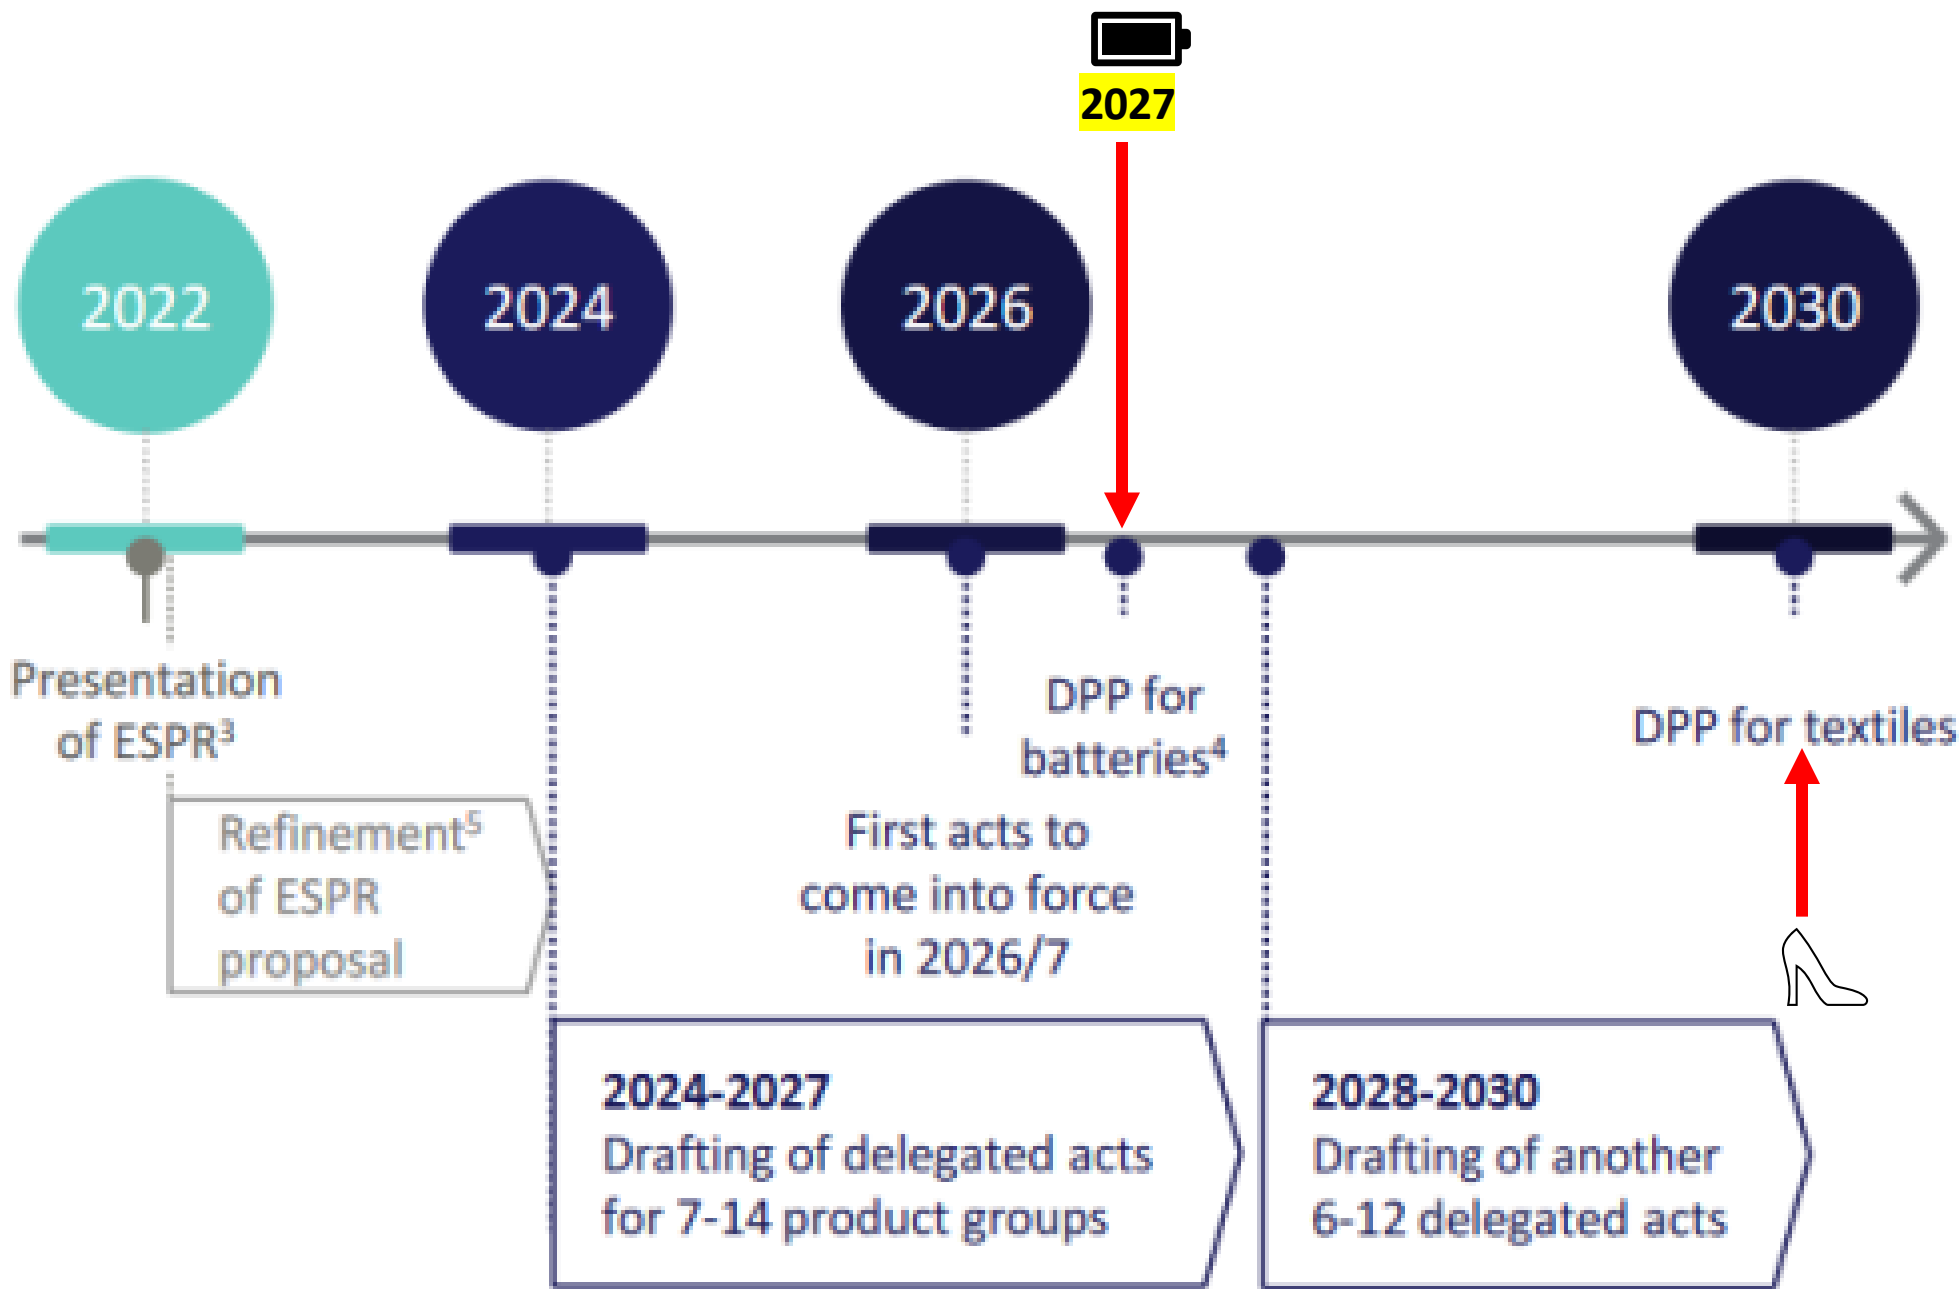 2027
2022
2024
2026
2030
Presentation
of ESPR³
DPP for
batteries⁴
DPP for textiles
Refinement⁵
of ESPR
proposal
First acts to
come into force
in 2026/7
2024-2027
Drafting of delegated acts
for 7-14 product groups
2028-2030
Drafting of another
6-12 delegated acts